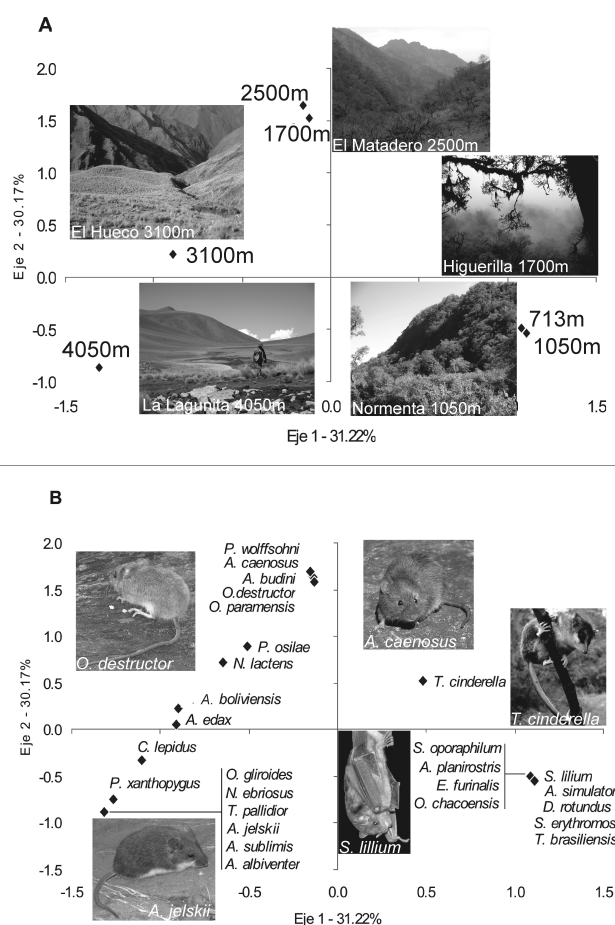 A
2.0
1.5
1.0
0.5
0.0
-0.5
-1.0
Eje 2 - 30.17%
2500m
1700m
El Matadero 2500m
El Hueco 3100m
3100m
Higuerilla 1700m
4050m
La Lagunita 4050m
Normenta 1050m
713m
1050m
-1.5
0.0
1.5
Eje 1 - 31.22%
B
2.0
1.5
1.0
0.5
0.0
-0.5
-1.0
-1.5
Eje 2 - 30.17%
P. wolffsohni
A. caenosus
A. budini
O.destructor
O. paramensis
O. destructor
A. caenosus
P. osilae
N. lactens
T. cinderella
T. cinderella
A. boliviensis
A. edax
C. lepidus
P. xanthopygus
O. gliroides
N. ebriosus
T. pallidior
A. jelskii
A. sublimis
A. albiventer
A. jelskii
S. lillium
S. oporaphilum
A. planirostris
E. furinalis
O. chacoensis
S. lilium
A. simulator
D. rotundus
S. erythromos
T. brasiliensis
-1.5
-0.5
0.0
0.5
1.0
1.5
Eje 1 - 31.22%